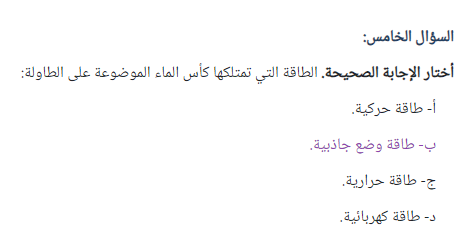 السؤال الخامس:
أختار الإجابة الصحيحة. الطاقة التي تمتلكها كأس الماء الموضوعة على الطاولة:
أ- طاقة حركية.
ب- طاقة وضع جاذبية.
ج- طاقة حرارية.
د- طاقة كهربائية.